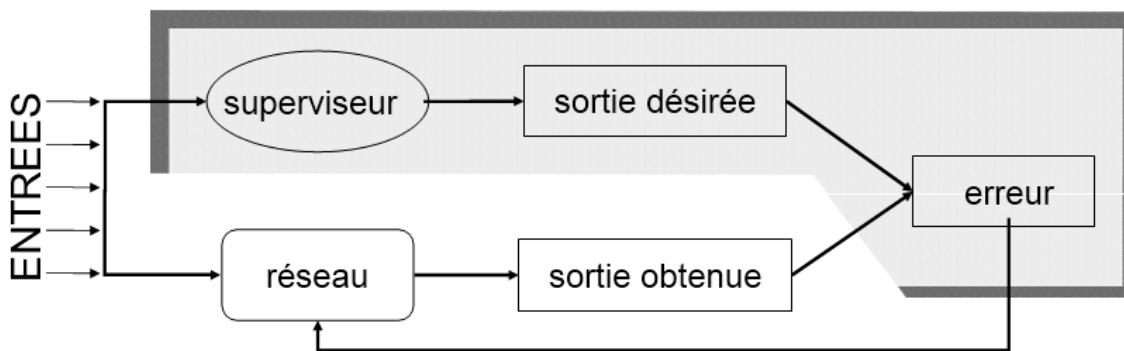 ENTREES
superviseur
sortie désirée
erreur
réseau
sortie obtenue